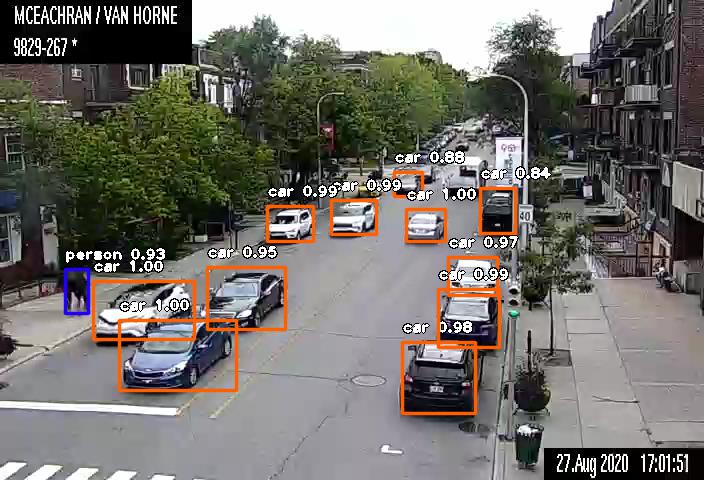 MCEACHRAN / VAN HORNE
9829-267 *
car 0.88
car 0.99
car 0.99
car 1.00
car 0.84
person 0.93
car 1.00
car 0.95
car 0.97
car 0.99
car 1.00
car 0.98
40
27.Aug 2020 17:01:51